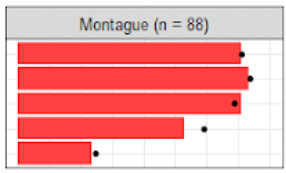 Montague (n = 88)